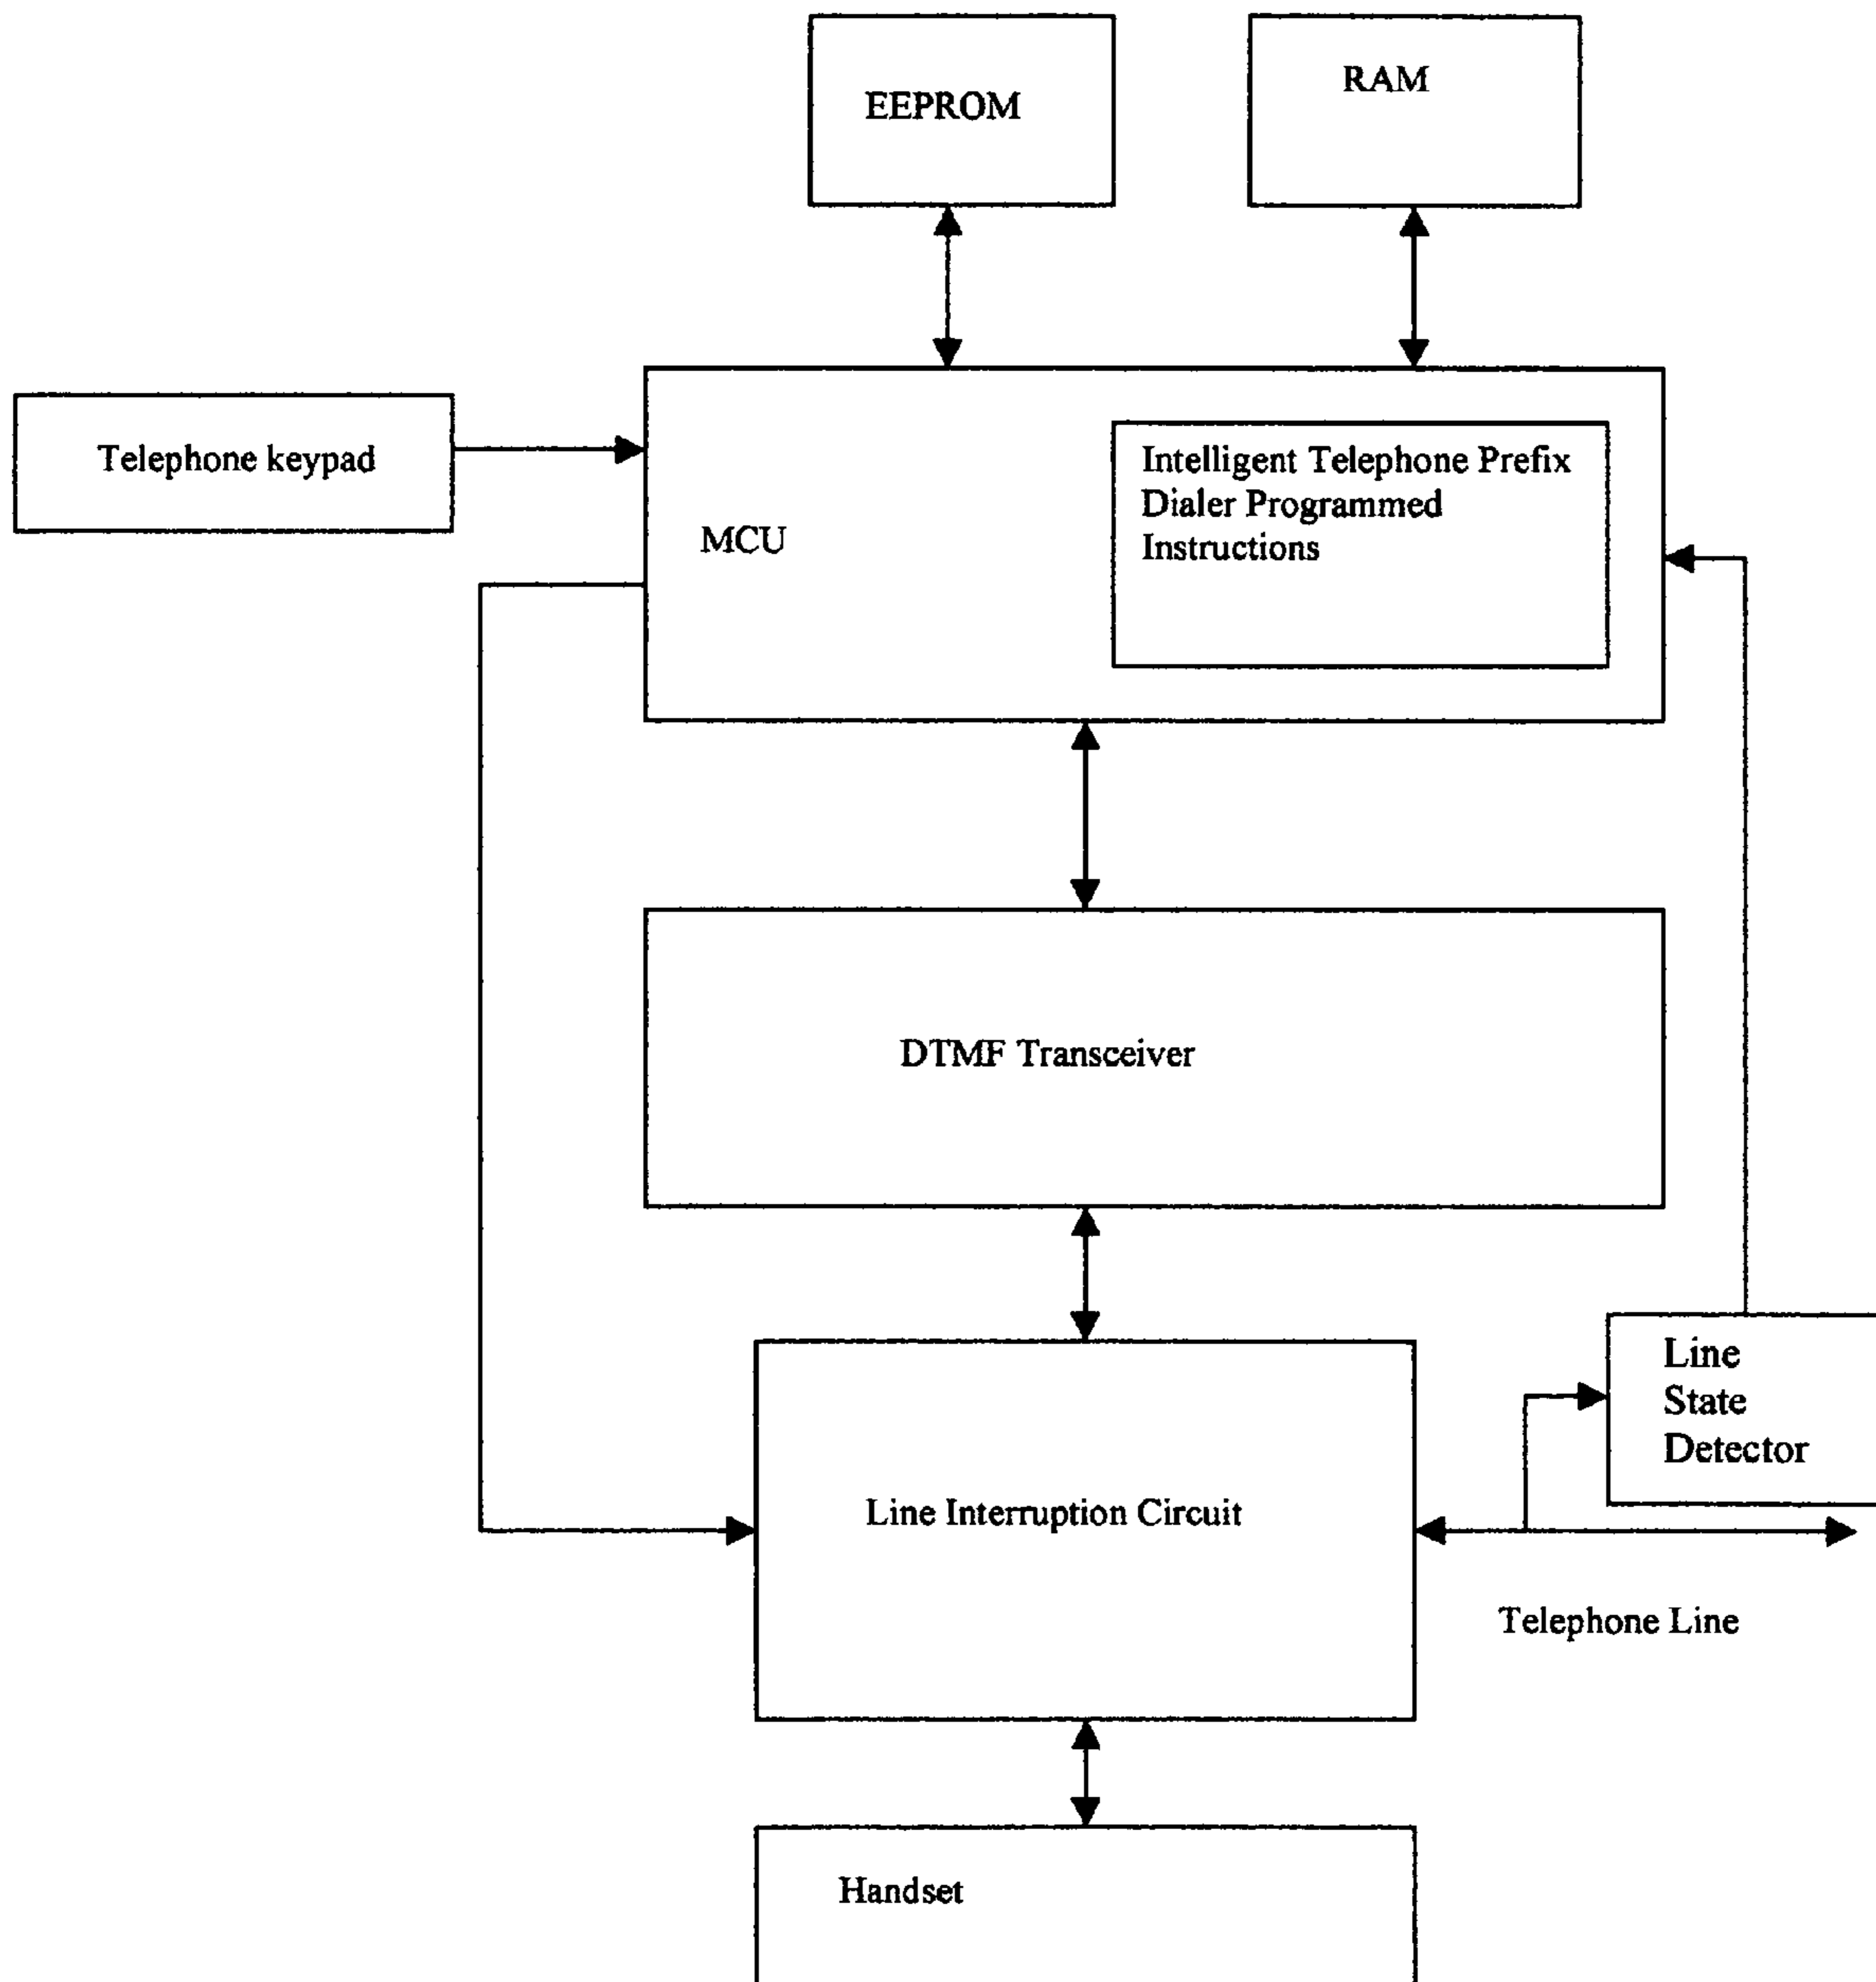 EEPROM
RAM
Telephone keypad
MCU
Intelligent Telephone Prefix
Dialer Programmed
Instructions
DTMF Transceiver
Line
State
Detector
Line Interruption Circuit
Telephone Line
Handset